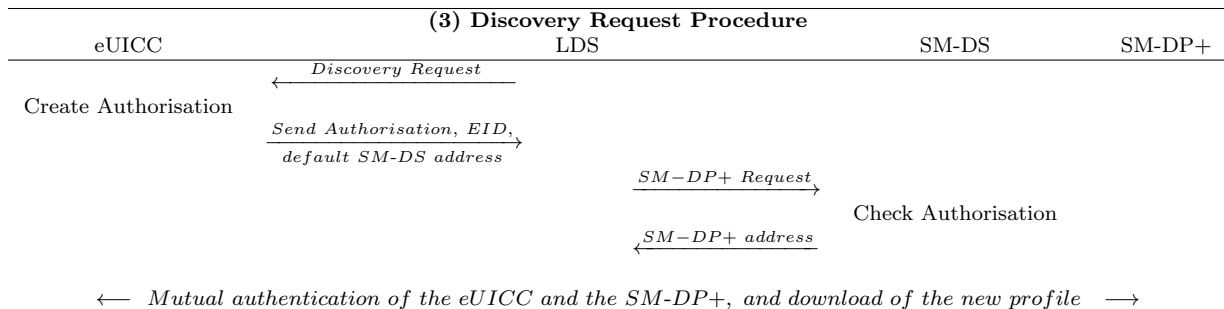 (3) Discovery Request Procedure
eUICC LDS SM-DS SM-DP+
Discovery Request
Create Authorisation
Send Authorisation, EID,
default SM-DS address
SM−DP+ Request
Check Authorisation
SM−DP+ address
⟵ Mutual authentication of the eUICC and the SM-DP+, and download of the new profile ⟶